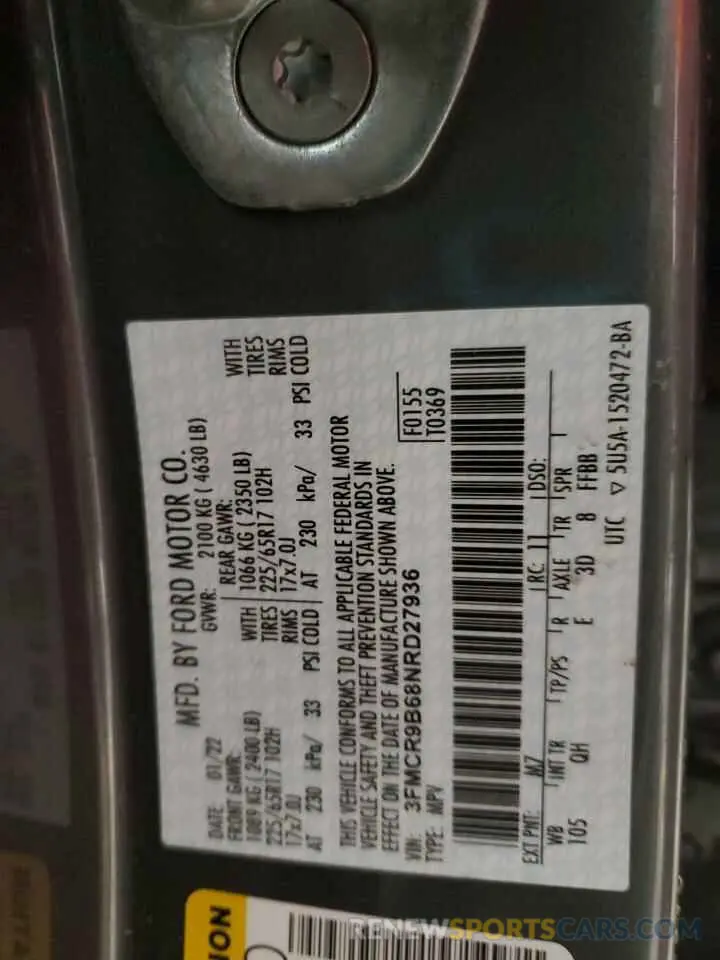 MFD. BY FORD MOTOR CO.
DATE: 01/22 GVWR: 2100 KG ( 4630 LB)
FRONT GAWR: REAR GAWR:
1089 KG ( 2400 LB) WITH 1066 KG ( 2350 LB) WITH
225/65R17 102H TIRES 225/65R17 102H TIRES
17x7.0J RIMS 17x7.0J RIMS
AT 230 kPa/ 33 PSI COLD AT 230 kPa/ 33 PSI COLD
THIS VEHICLE CONFORMS TO ALL APPLICABLE FEDERAL MOTOR
VEHICLE SAFETY AND THEFT PREVENTION STANDARDS IN
EFFECT ON THE DATE OF MANUFACTURE SHOWN ABOVE.
VIN: 3FMCR9B68NRD27936 F0155
TYPE: MPV T0369
EXT PNT: M7 RC: 11 DSO:
WB INT TR TP/PS R AXLE TR SPR
105 QH E 3D 8 FFBB
UTC ▽ 5U5A-1520472-BA
ION
RENEWSPORTSCARS.COM